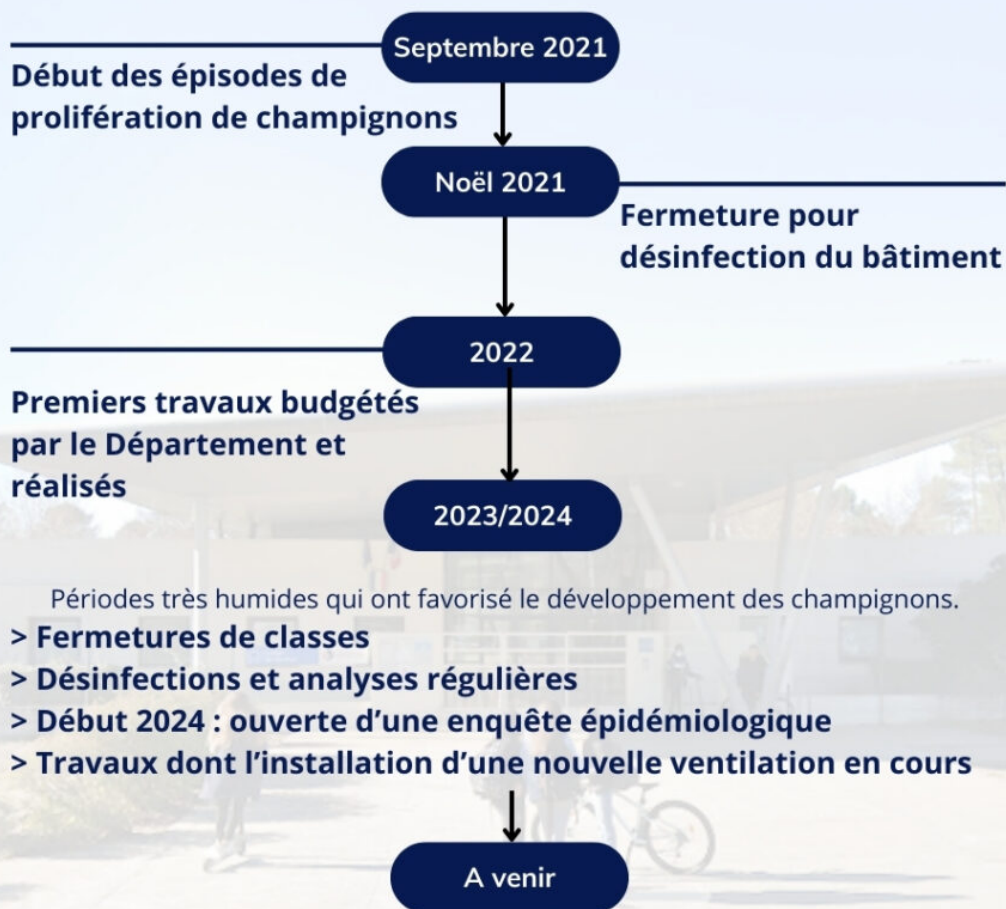 Septembre 2021
Début des épisodes de
prolifération de champignons
Noël 2021
Fermeture pour
désinfection du bâtiment
2022
Premiers travaux budgétés
par le Département et
réalisés
2023/2024
Périodes très humides qui ont favorisé le développement des champignons.
> Fermetures de classes
> Désinfections et analyses régulières
> Début 2024 : ouverte d’une enquête épidémiologique
> Travaux dont l’installation d’une nouvelle ventilation en cours
A venir